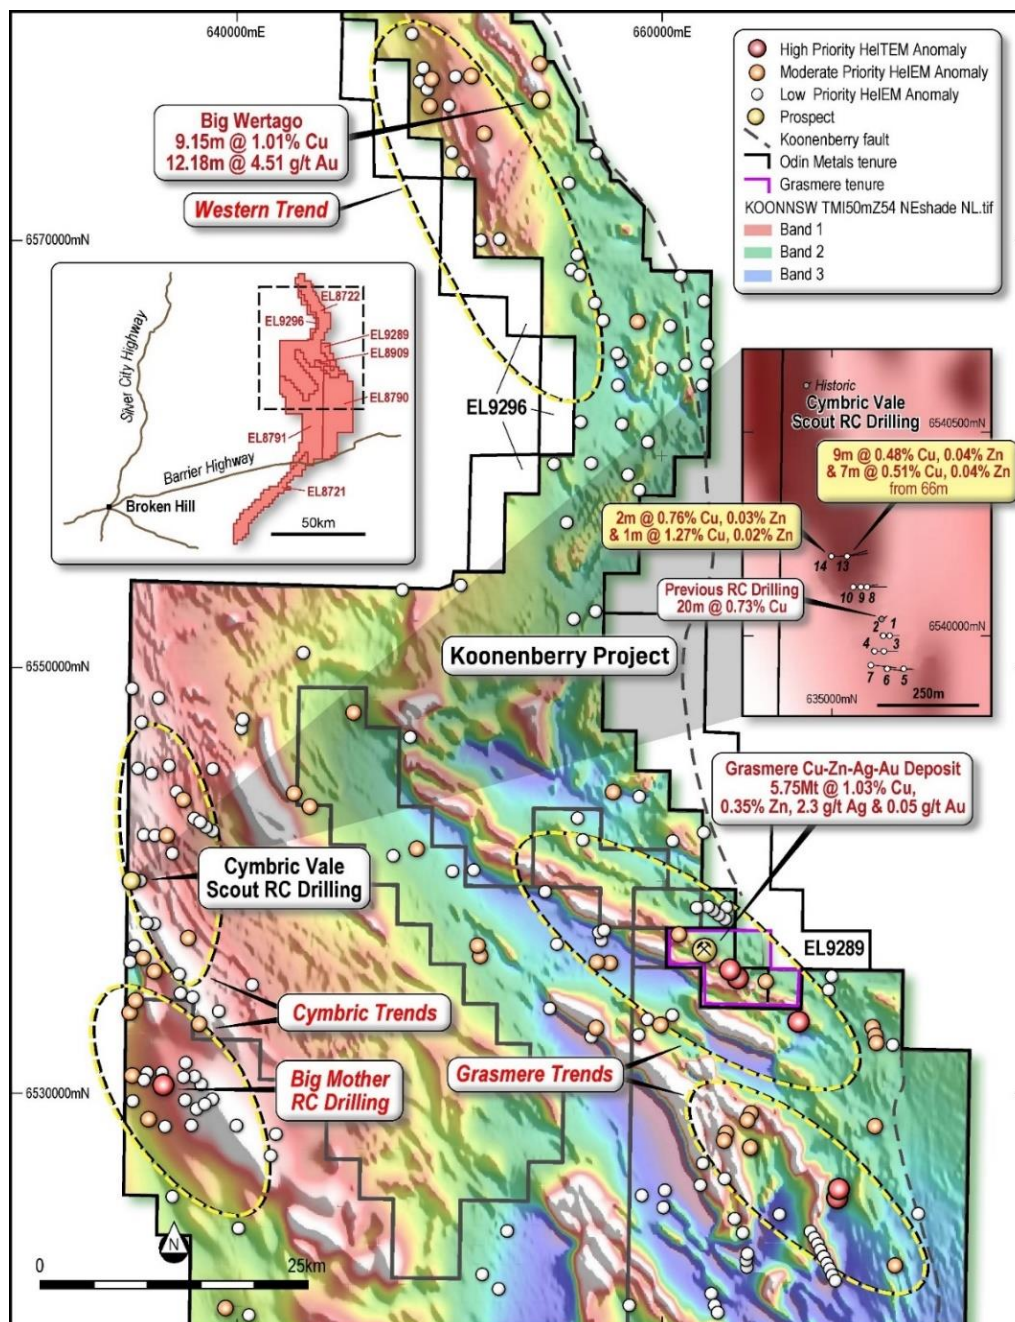 640000mE
660000mE
High Priority HelTEM Anomaly
Moderate Priority HelEM Anomaly
Low Priority HelEM Anomaly
Prospect
Koonenberry fault
Odin Metals tenure
Grasmere tenure
KOONNSW TMI50mZ54 NEshade NL.tif
Band 1
Band 2
Band 3
Big Wertago
9.15m @ 1.01% Cu
12.18m @ 4.51 g/t Au
Western Trend
6570000mN
Silver City Highway
EL8722
EL9296
EL9289
EL8909
EL8790
EL8791
Barrier Highway
EL8721
Broken Hill
50km
EL9296
Historic
Cymbric Vale
Scout RC Drilling
6540500mN
9m @ 0.48% Cu, 0.04% Zn
& 7m @ 0.51% Cu, 0.04% Zn
from 66m
2m @ 0.76% Cu, 0.03% Zn
& 1m @ 1.27% Cu, 0.02% Zn
14 13
10 9 8
Previous RC Drilling
20m @ 0.73% Cu
2 1
6540000mN
4 3
7 6 5
635000mN
250m
Koonenberry Project
6550000mN
Grasmere Cu-Zn-Ag-Au Deposit
5.75Mt @ 1.03% Cu,
0.35% Zn, 2.3 g/t Ag & 0.05 g/t Au
Cymbric Vale
Scout RC Drilling
EL9289
Cymbric Trends
Grasmere Trends
Big Mother
RC Drilling
6530000mN
N
0
25km